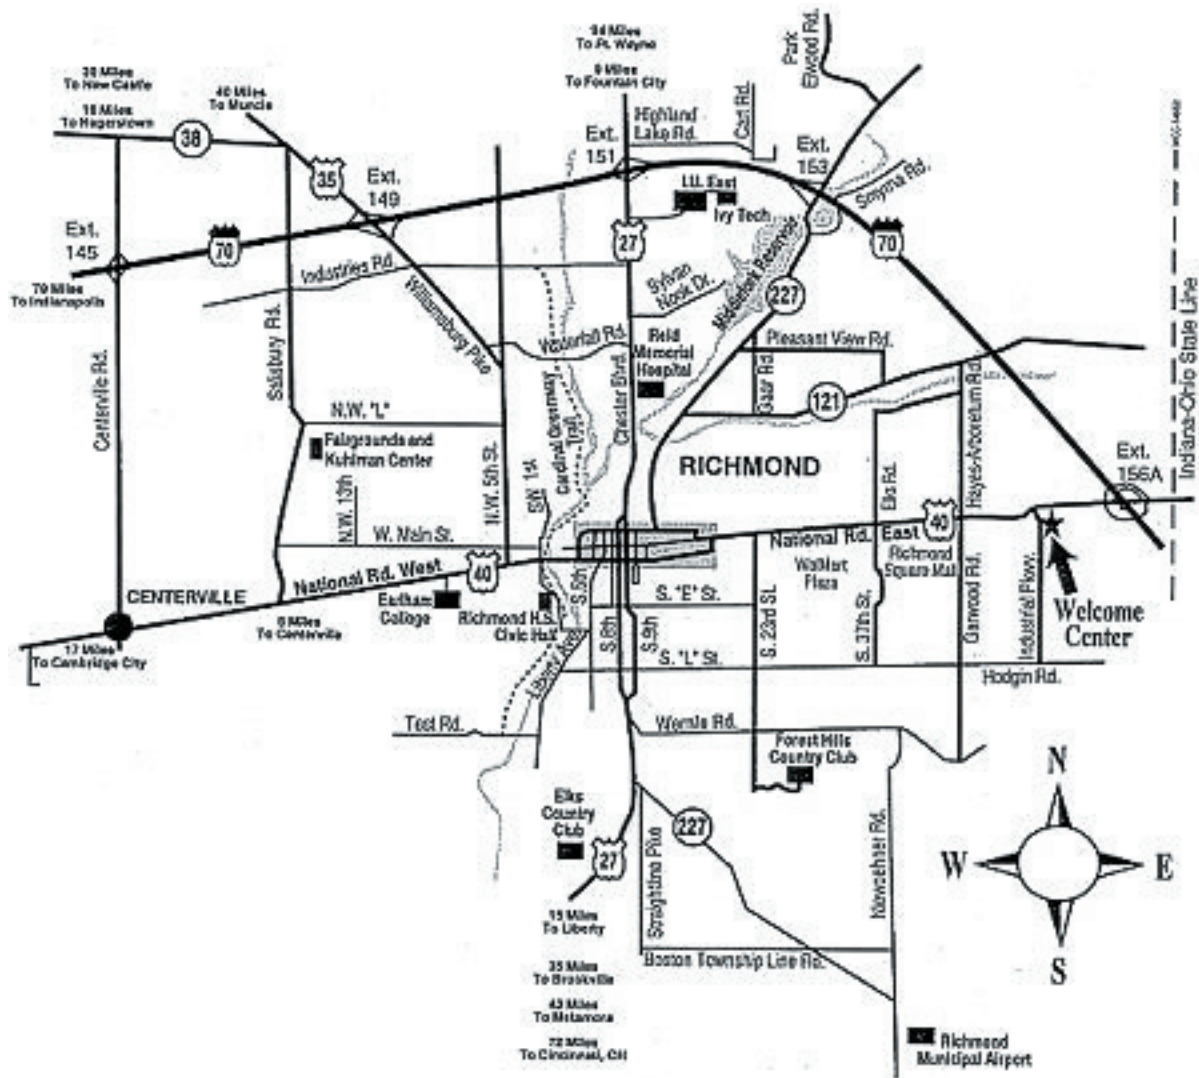 94 Miles
To Ft. Wayne
9 Miles
To Fountain City
30 Miles
To New Castle
To Hagerstown
40 Miles
To Muncie
38
35
Ext.
149
Ext.
151
Highland
Lake Rd.
Cart Rd.
Park
Elwood Rd.
Ext.
153
Smyrna Rd.
I.U. East
Ivy Tech
27
70
Ext.
145
70
79 Miles
To Indianapolis
Industries Rd.
Williamsburg Pike
Salisbury Rd.
Centerville Rd.
Sylvan
Nook Dr.
Middlefork Reservoir
227
Waterfall Rd.
Reid
Memorial
Hospital
Chester Blvd.
Pleasant View Rd.
Gaar Rd.
121
Hayes-Arboretum Rd.
Indiana-Ohio State Line
N.W. "L"
Fairgrounds and
Kuhlman Center
N.W. 13th
N.W. 5th St.
SW 1st
Cardinal Greenway
Trail
RICHMOND
Elks Rd.
Ext.
156A
W. Main St.
National Rd. West
40
National Rd.
East
40
WalMart
Plaza
Richmond
Square Mall
Garwood Rd.
Industrial Pkwy.
Welcome
Center
CENTERVILLE
6 Miles
To Centerville
Earlham
College
Richmond H.S.
Civic Hall
S. 5th
S. 8th
S. 9th
S. "E" St.
S. "L" St.
S. 23rd St.
S. 37th St.
Hodgin Rd.
Liberty Ave.
17 Miles
To Cambridge City
Test Rd.
Wernle Rd.
Forest Hills
Country Club
Elks
Country
Club
27
227
Straightline Pike
Boston Township Line Rd.
15 Miles
To Liberty
35 Miles
To Brookville
43 Miles
To Metamora
72 Miles
To Cincinnati, OH
Richmond
Municipal Airport
N
W
E
S